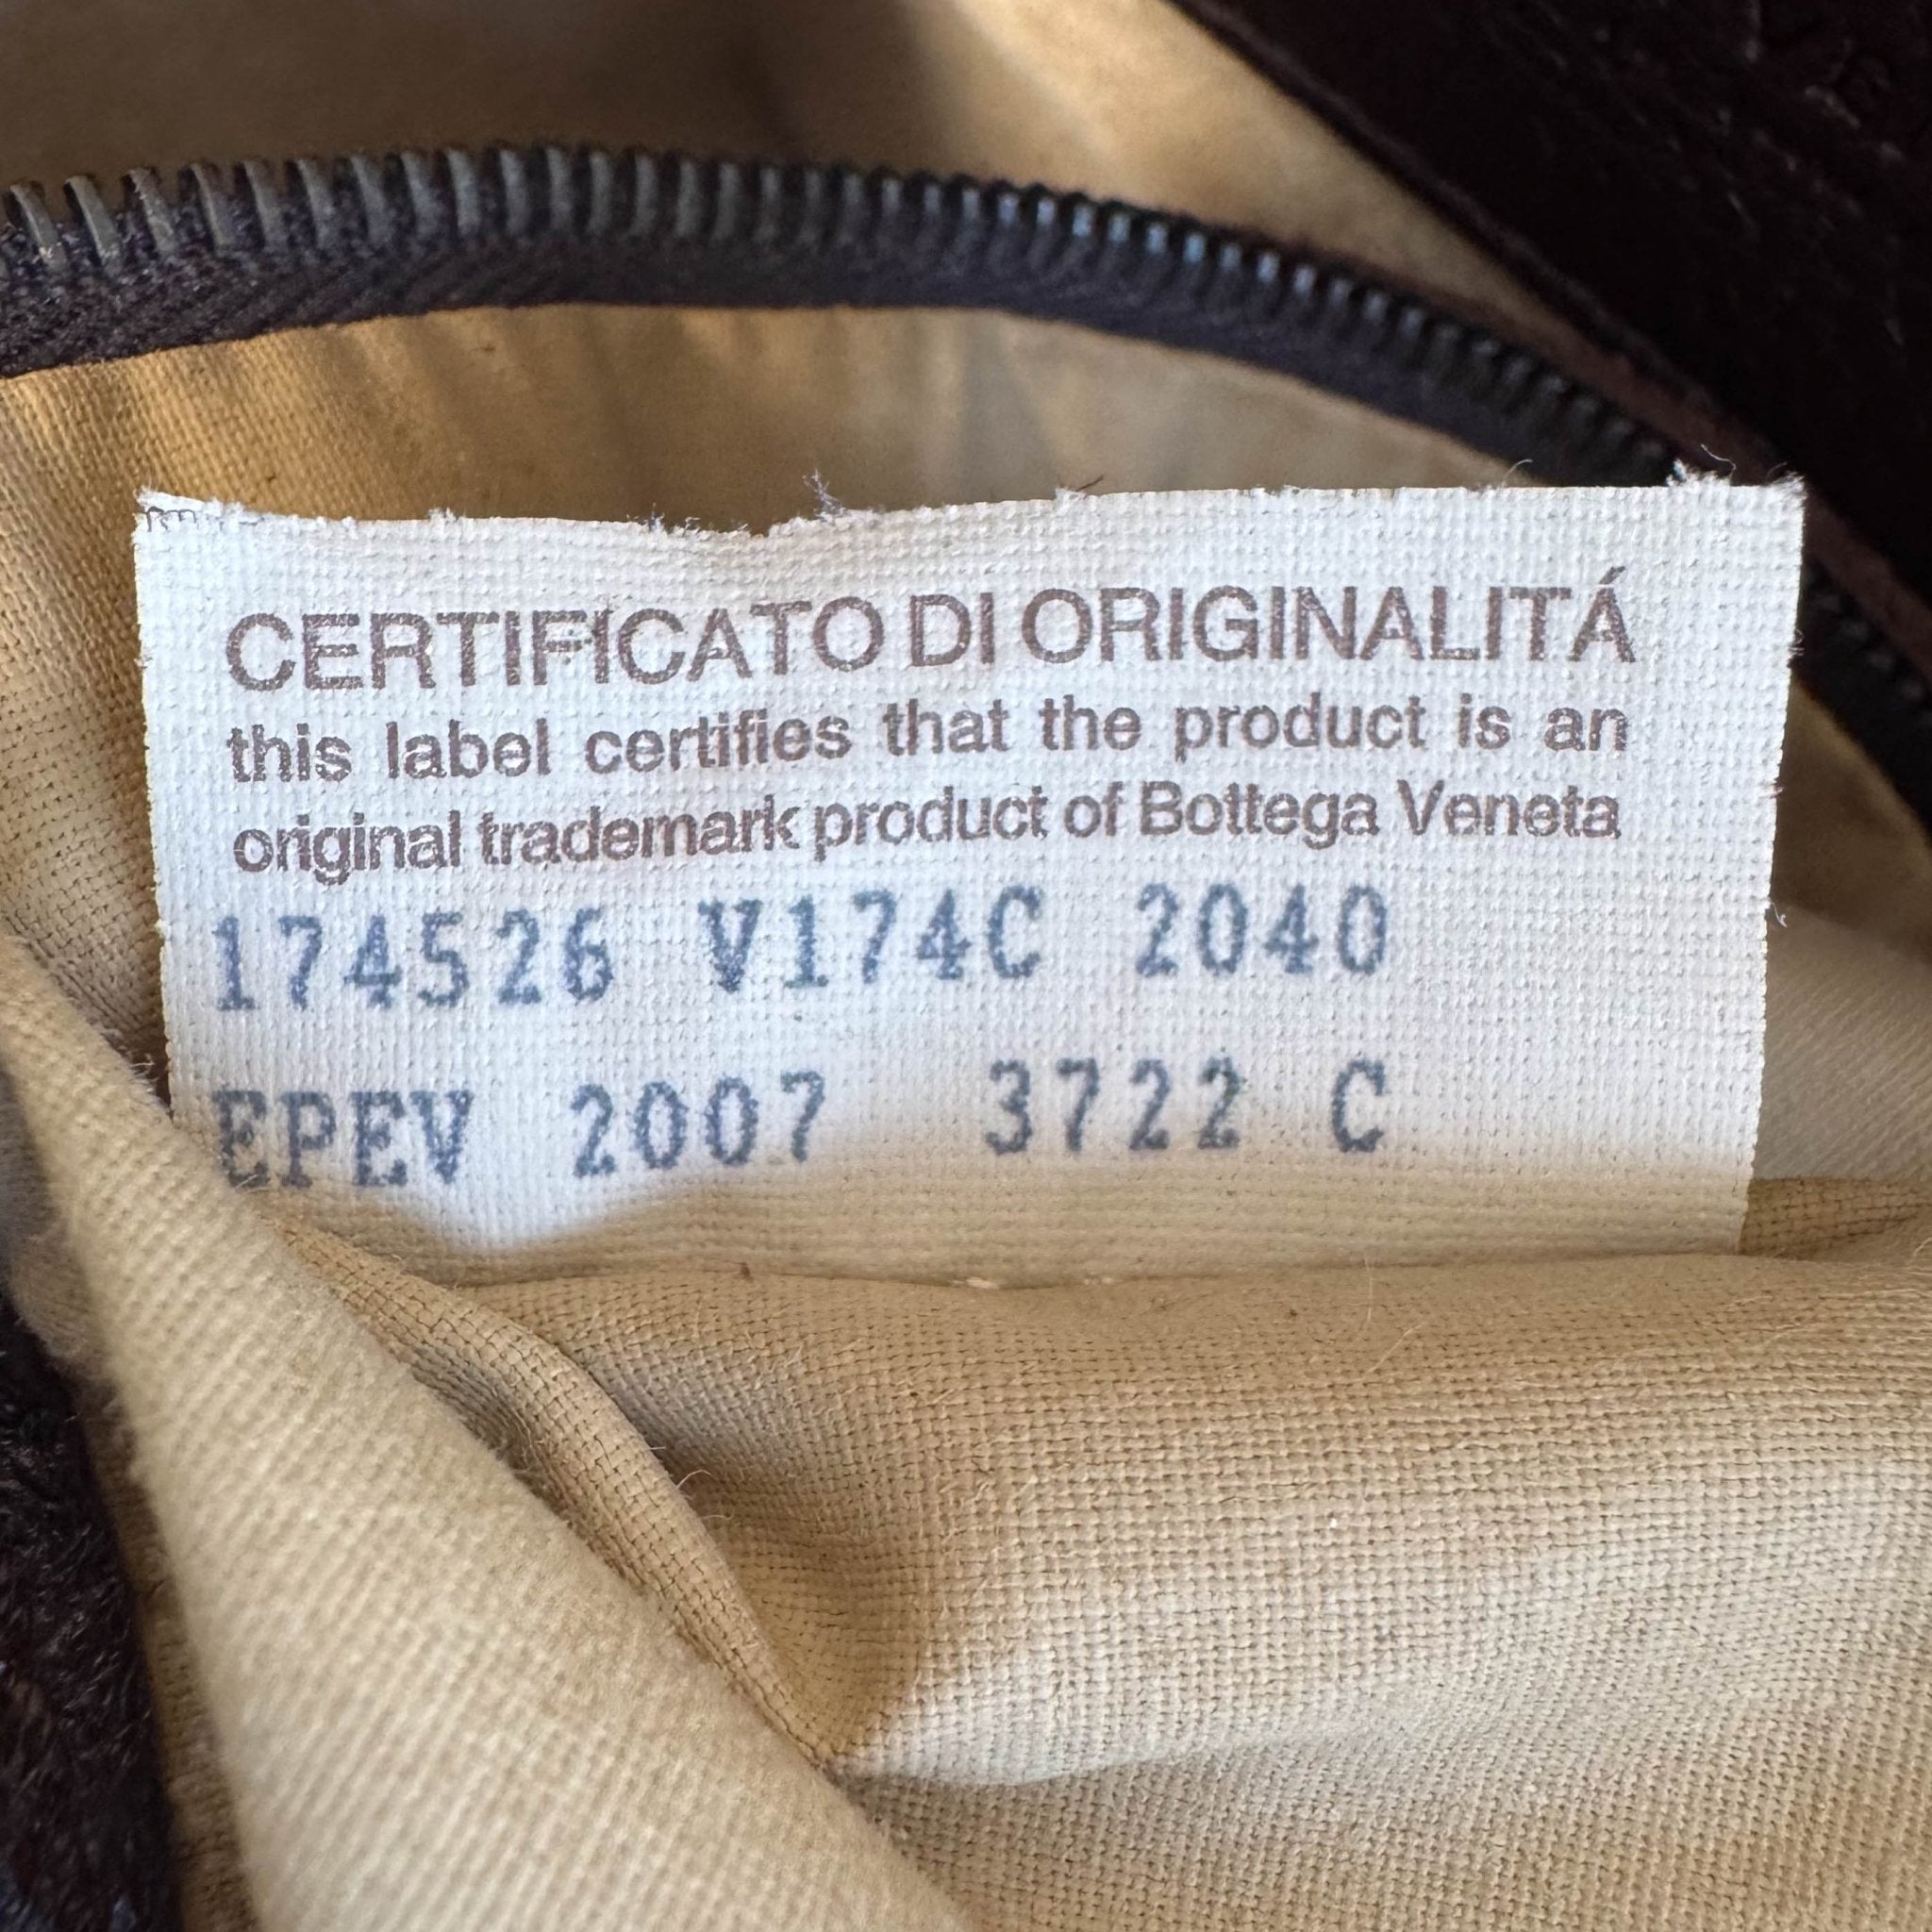 CERTIFICATO DI ORIGINALITÁ
this label certifies that the product is an
original trademark product of Bottega Veneta
174526 V174C 2040
EPEV 2007 3722 C